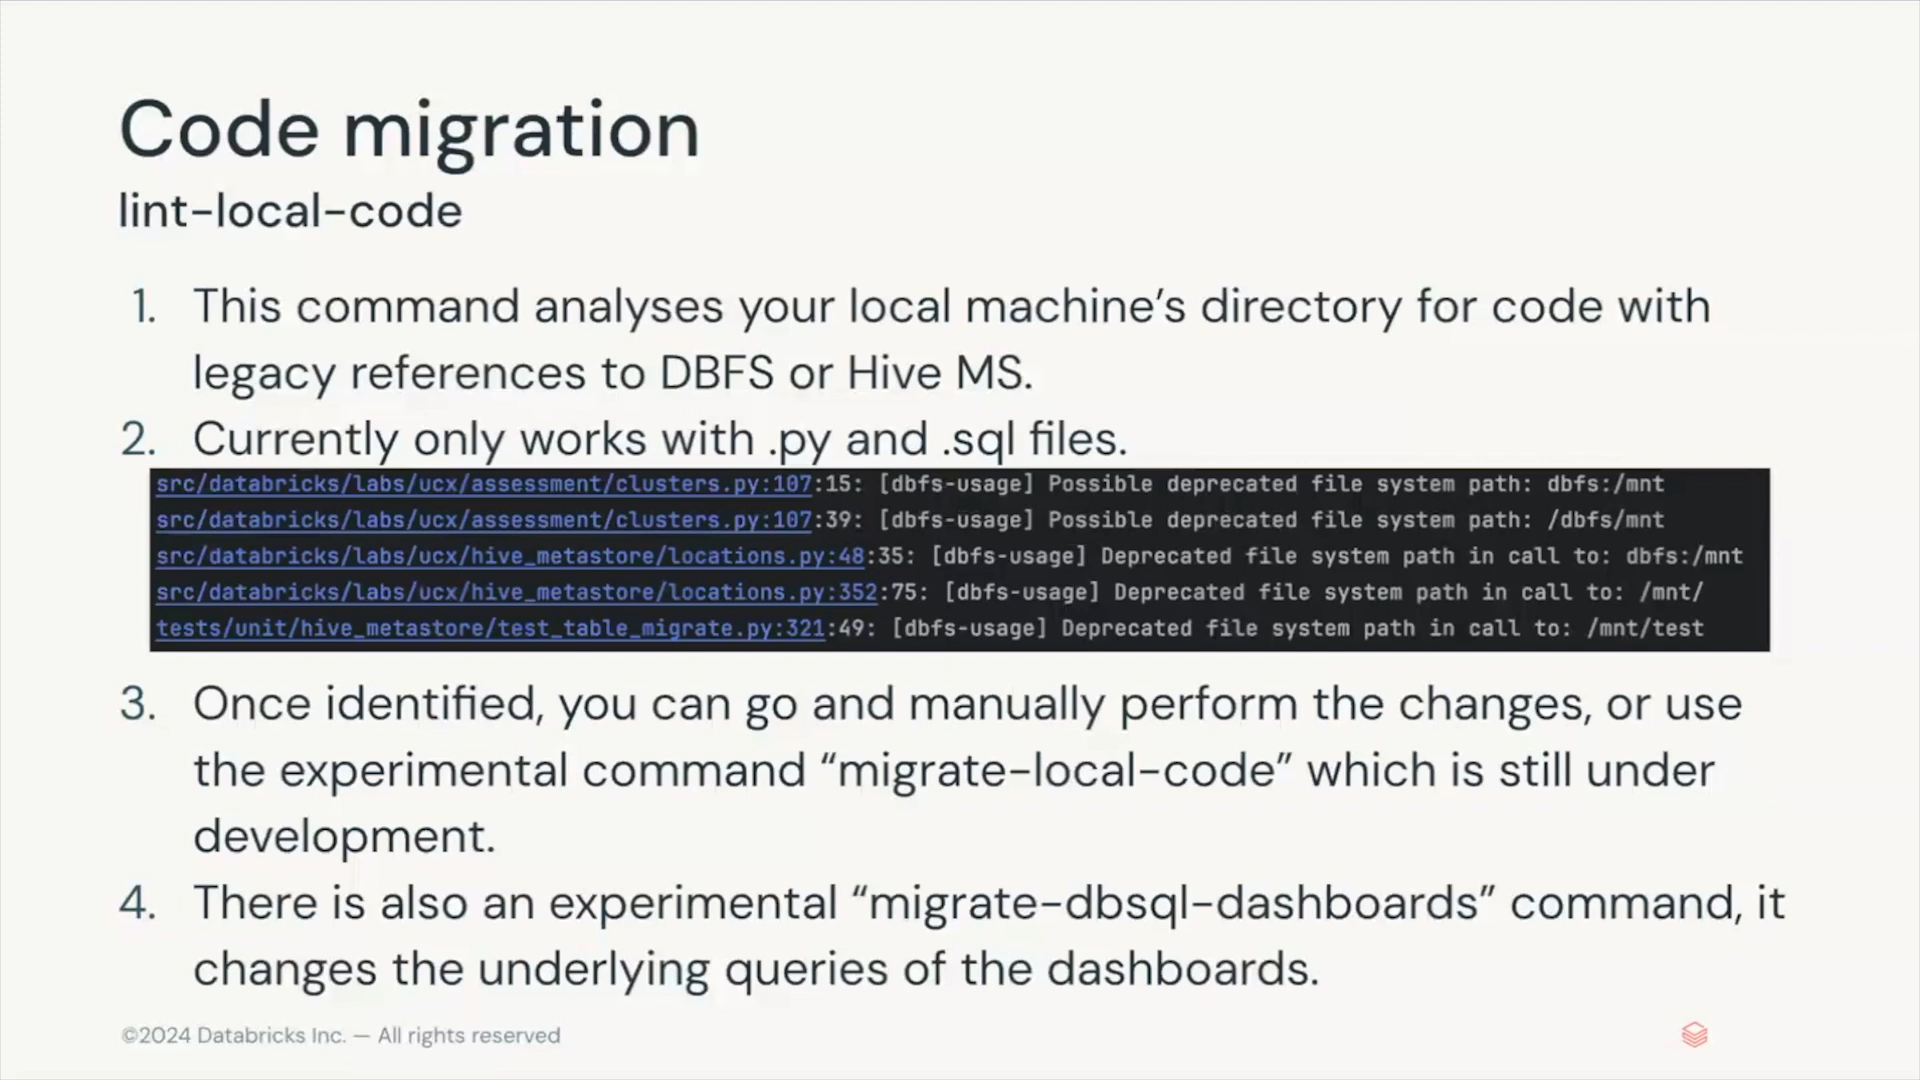 Code migration
lint-local-code
1. This command analyses your local machine’s directory for code with
legacy references to DBFS or Hive MS.
2. Currently only works with .py and .sql files.
src/databricks/labs/ucx/assessment/clusters.py:107:15: [dbfs-usage] Possible deprecated file system path: dbfs:/mnt
src/databricks/labs/ucx/assessment/clusters.py:107:39: [dbfs-usage] Possible deprecated file system path: /dbfs/mnt
src/databricks/labs/ucx/hive_metastore/locations.py:48:35: [dbfs-usage] Deprecated file system path in call to: dbfs:/mnt
src/databricks/labs/ucx/hive_metastore/locations.py:352:75: [dbfs-usage] Deprecated file system path in call to: /mnt/
tests/unit/hive_metastore/test_table_migrate.py:321:49: [dbfs-usage] Deprecated file system path in call to: /mnt/test
3. Once identified, you can go and manually perform the changes, or use
the experimental command “migrate-local-code” which is still under
development.
4. There is also an experimental “migrate-dbsql-dashboards” command, it
changes the underlying queries of the dashboards.
©2024 Databricks Inc. — All rights reserved